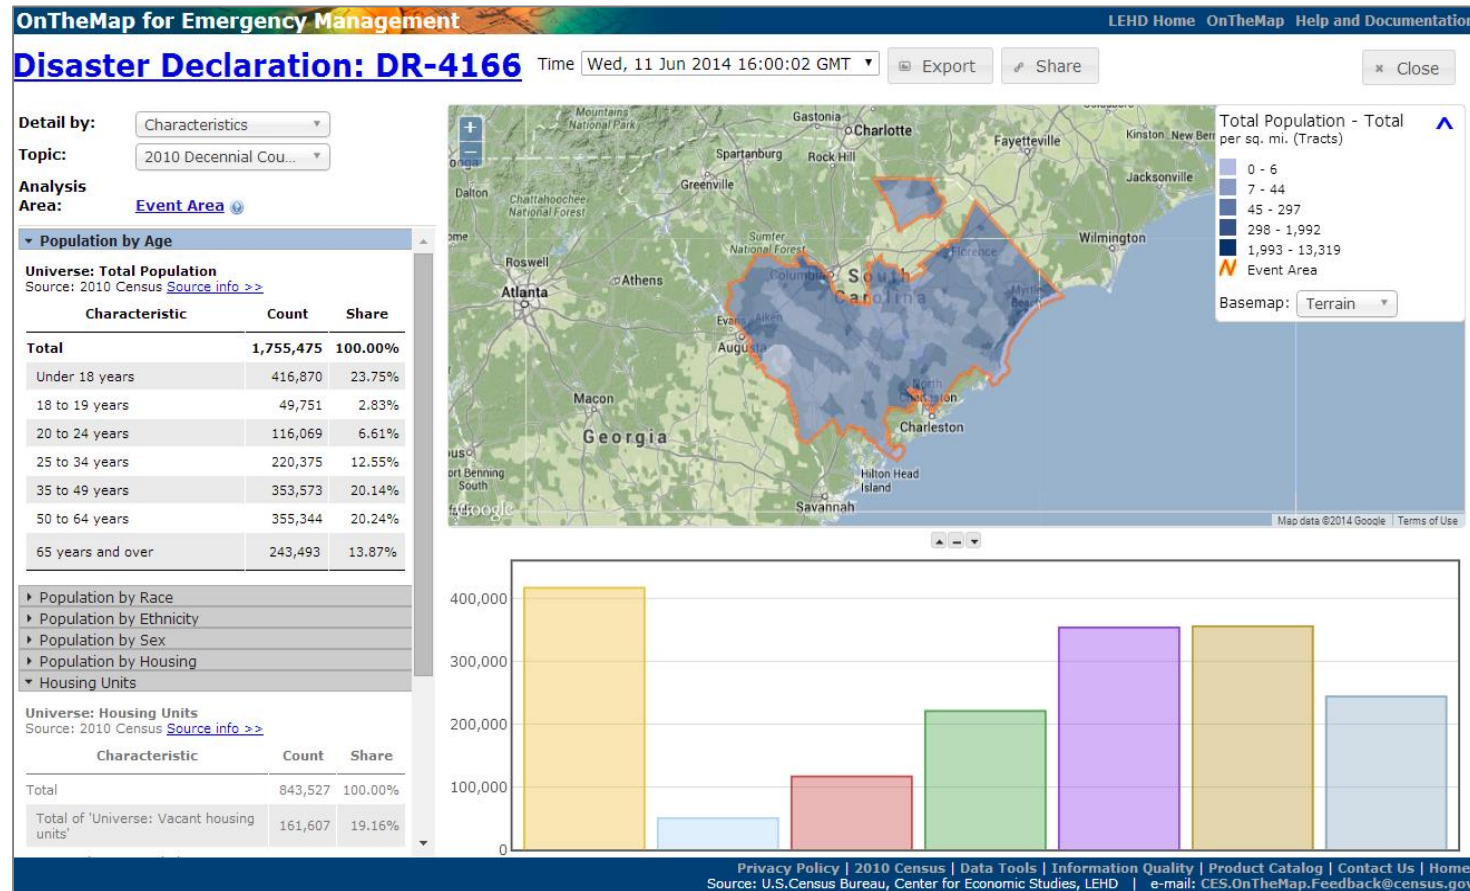 OnTheMap for Emergency Management
LEHD Home OnTheMap Help and Documentation
Disaster Declaration: DR-4166
Time Wed, 11 Jun 2014 16:00:02 GMT
Export
Share
× Close
Detail by: Characteristics
Topic: 2010 Decennial Cou...
Analysis
Area: Event Area
Population by Age
Universe: Total Population
Source: 2010 Census Source info >>
Characteristic Count Share
Total 1,755,475 100.00%
Under 18 years 416,870 23.75%
18 to 19 years 49,751 2.83%
20 to 24 years 116,069 6.61%
25 to 34 years 220,375 12.55%
35 to 49 years 353,573 20.14%
50 to 64 years 355,344 20.24%
65 years and over 243,493 13.87%
Population by Race
Population by Ethnicity
Population by Sex
Population by Housing
Housing Units
Universe: Housing Units
Source: 2010 Census Source info >>
Characteristic Count Share
Total 843,527 100.00%
Total of 'Universe: Vacant housing
units' 161,607 19.16%
+
−
Mountains
National Park
Gastonia
Charlotte
Fayetteville
Kinston
New Bern
Spartanburg
Rock Hill
Jacksonville
Greenville
Dalton
Chattahoochee
National Forest
Sumter
National Forest
Wilmington
Florence
Roswell
Athens
Columbia
South
Carolina
Atlanta
Myrtle
Beach
Evans
Aiken
Augusta
Macon
North
Charleston
Charleston
Georgia
Hilton Head
Island
Fort Benning
South
Savannah
Google
Map data ©2014 Google
Terms of Use
Total Population - Total
per sq. mi. (Tracts)
0 - 6
7 - 44
45 - 297
298 - 1,992
1,993 - 13,319
Event Area
Basemap: Terrain
400,000
300,000
200,000
100,000
0
Privacy Policy | 2010 Census | Data Tools | Information Quality | Product Catalog | Contact Us | Home
Source: U.S.Census Bureau, Center for Economic Studies, LEHD | e-mail: CES.OnTheMap.Feedback@census.gov